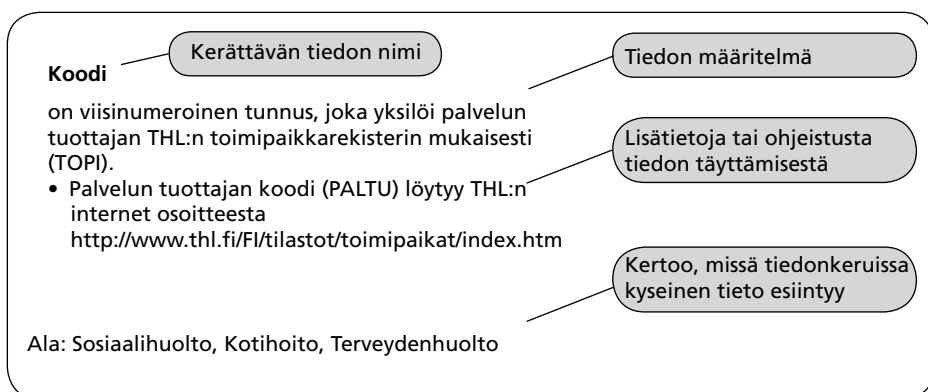 Kerättävän tiedon nimi
Koodi
Tiedon määritelmä
on viisinumeroinen tunnus, joka yksilöi palvelun
tuottajan THL:n toimipaikkarekisterin mukaisesti
(TOPI).
Lisätietoja tai ohjeistusta
tiedon täyttämisestä
• Palvelun tuottajan koodi (PALTU) löytyy THL:n
internet osoitteesta
http://www.thl.fi/FI/tilastot/toimipaikat/index.htm
Kertoo, missä tiedonkeruissa
kyseinen tieto esiintyy
Ala: Sosiaalihuolto, Kotihoito, Terveydenhuolto